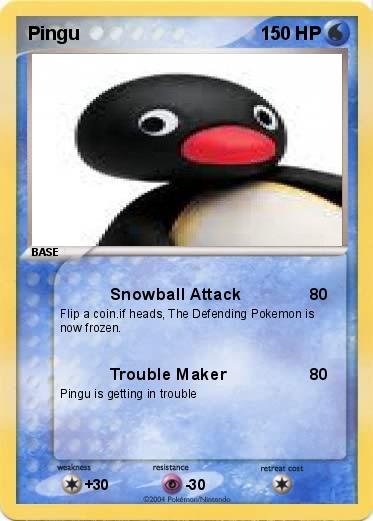 Pingu 150 HP
BASE
Snowball Attack 80
Flip a coin.if heads, The Defending Pokemon is
now frozen.
Trouble Maker 80
Pingu is getting in trouble
weakness resistance retreat cost
+30 -30
©2004 Pokémon/Nintendo